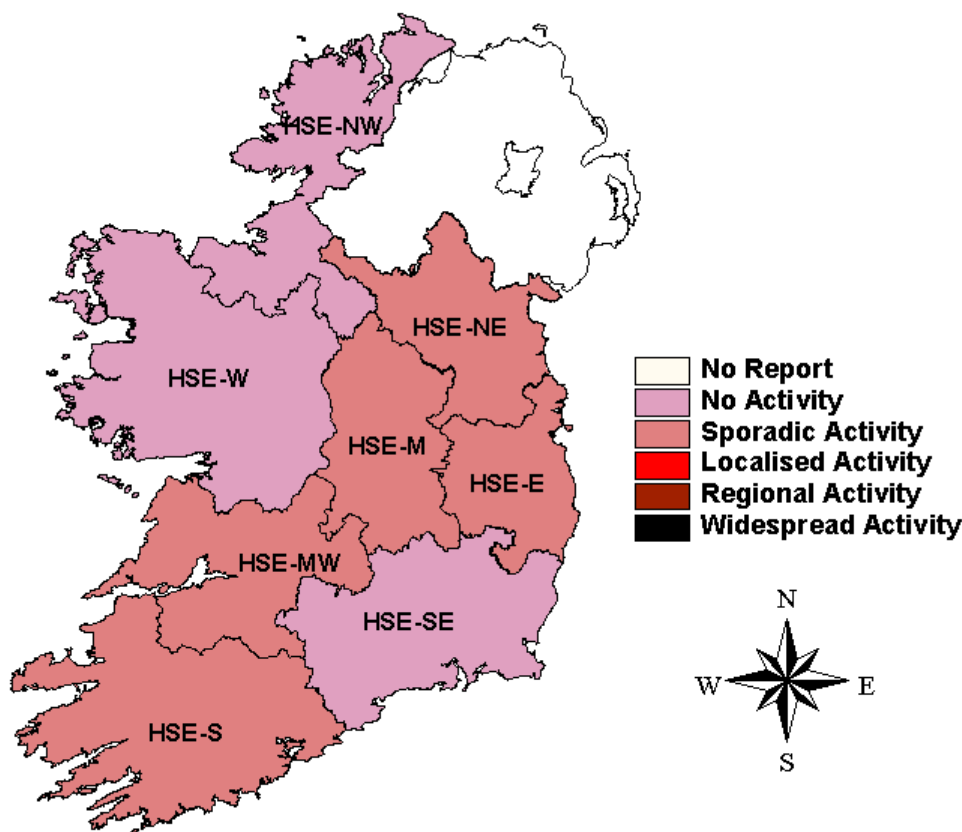 HSE-NW
HSE-NE
HSE-W
HSE-M
HSE-E
HSE-MW
HSE-SE
HSE-S
No Report
No Activity
Sporadic Activity
Localised Activity
Regional Activity
Widespread Activity
N
W E
S